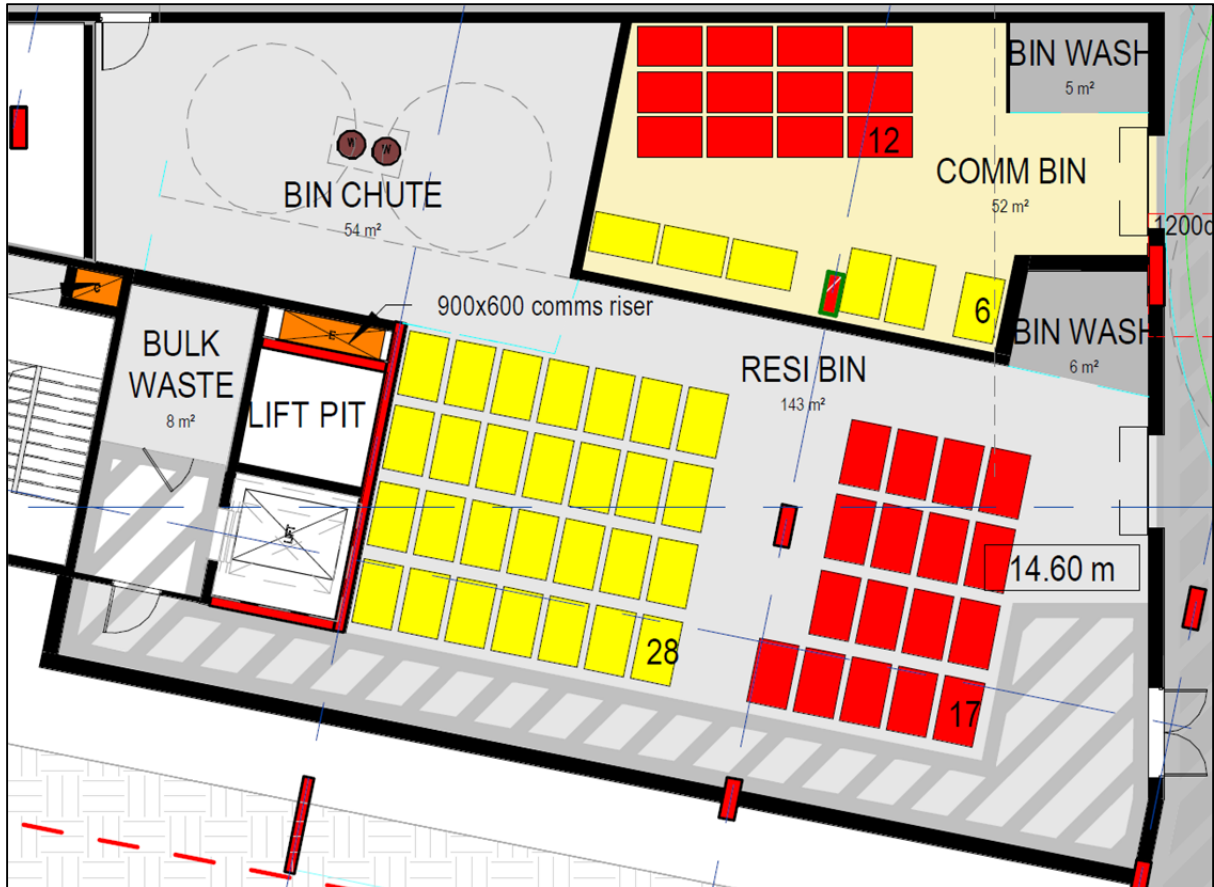 BIN WASH
5 m²
12
COMM BIN
52 m²
BIN CHUTE
54 m²
1200
900x600 comms riser
6
BIN WASH
6 m²
BULK
WASTE
8 m²
LIFT PIT
RESI BIN
143 m²
14.60 m
28
17